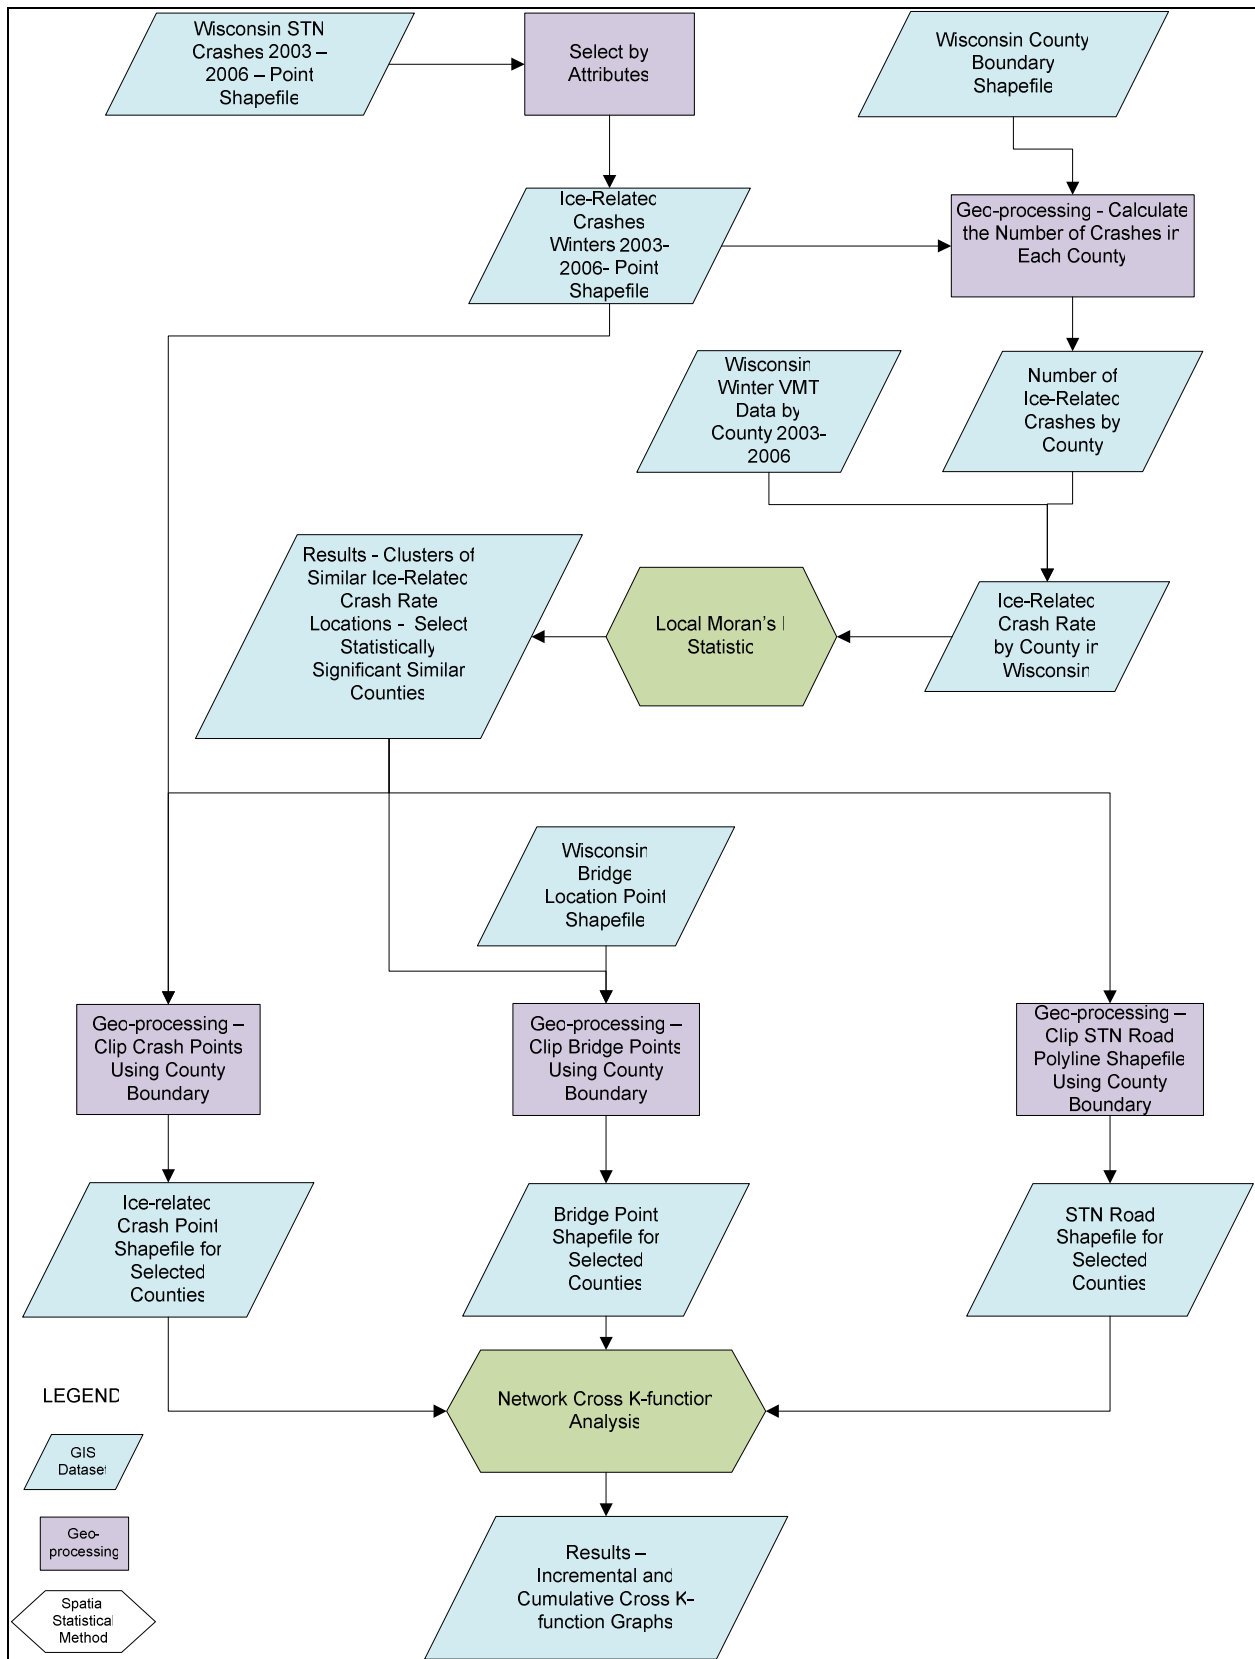 Wisconsin STN
Crashes 2003 –
2006 – Point
Shapefile
Select by
Attributes
Wisconsin County
Boundary
Shapefile
Ice-Related
Crashes
Winters 2003-
2006- Point
Shapefile
Geo-processing - Calculate
the Number of Crashes in
Each County
Wisconsin
Winter VMT
Data by
County 2003-
2006
Number of
Ice-Related
Crashes by
County
Results - Clusters of
Similar Ice-Related
Crash Rate
Locations - Select
Statistically
Significant Similar
Counties
Local Moran's I
Statistic
Ice-Related
Crash Rate
by County in
Wisconsin
Wisconsin
Bridge
Location Point
Shapefile
Geo-processing –
Clip Crash Points
Using County
Boundary
Geo-processing –
Clip Bridge Points
Using County
Boundary
Geo-processing –
Clip STN Road
Polyline Shapefile
Using County
Boundary
Ice-related
Crash Point
Shapefile for
Selected
Counties
Bridge Point
Shapefile for
Selected
Counties
STN Road
Shapefile for
Selected
Counties
Network Cross K-function
Analysis
LEGEND
GIS
Dataset
Geo-
processing
Spatial
Statistical
Method
Results –
Incremental and
Cumulative Cross K-
function Graphs